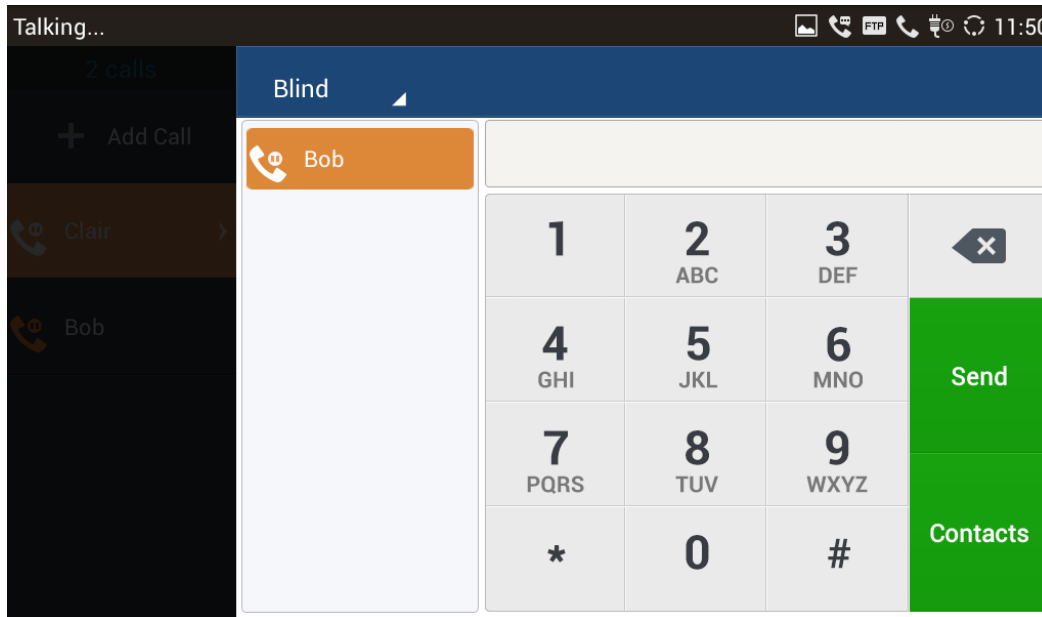 Talking...
FTP
11:50
2 calls
Add Call
Clair
Bob
Blind
Bob
1
2
ABC
3
DEF
4
GHI
5
JKL
6
MNO
Send
7
PQRS
8
TUV
9
WXYZ
*
0
#
Contacts